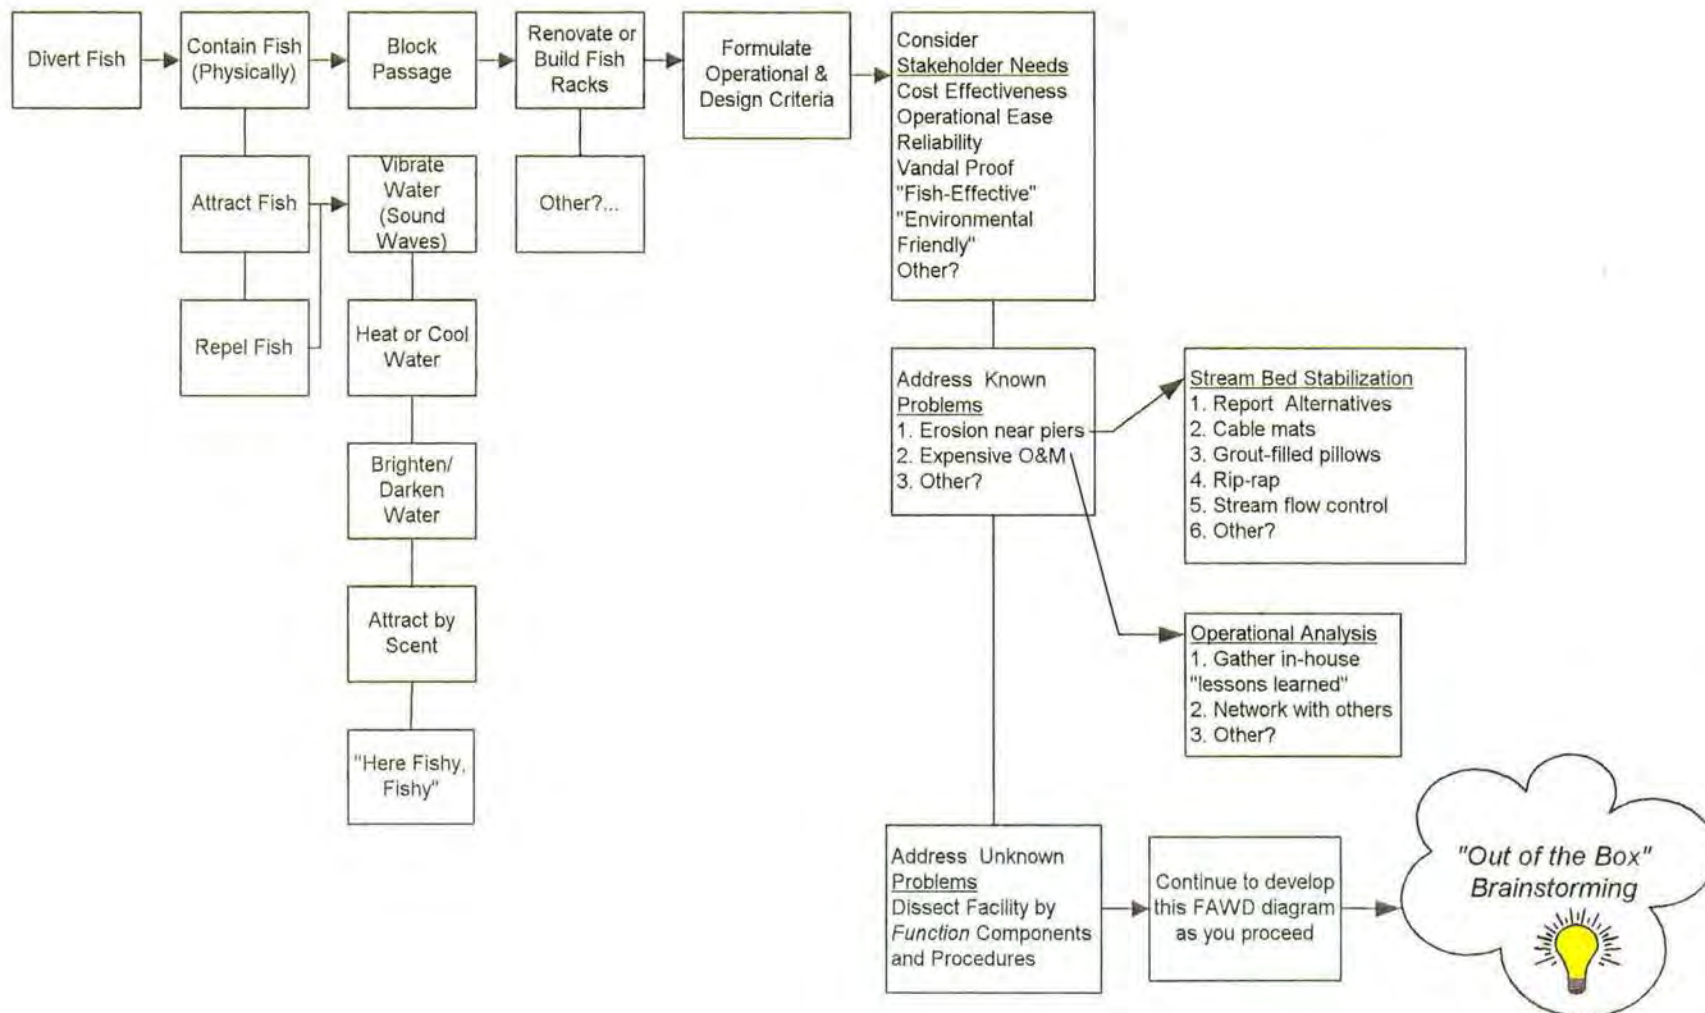 Divert Fish
Contain Fish
(Physically)
Block
Passage
Renovate or
Build Fish
Racks
Formulate
Operational &
Design Criteria
Consider
Stakeholder Needs
Cost Effectiveness
Operational Ease
Reliability
Vandal Proof
"Fish-Effective"
"Environmental
Friendly"
Other?
Attract Fish
Vibrate
Water
(Sound
Waves)
Other?...
Repel Fish
Heat or Cool
Water
Brighten/
Darken
Water
Attract by
Scent
"Here Fishy,
Fishy"
Address Known
Problems
1. Erosion near piers
2. Expensive O&M
3. Other?
Stream Bed Stabilization
1. Report Alternatives
2. Cable mats
3. Grout-filled pillows
4. Rip-rap
5. Stream flow control
6. Other?
Operational Analysis
1. Gather in-house
"lessons learned"
2. Network with others
3. Other?
Address Unknown
Problems
Dissect Facility by
Function Components
and Procedures
Continue to develop
this FAWD diagram
as you proceed
"Out of the Box"
Brainstorming